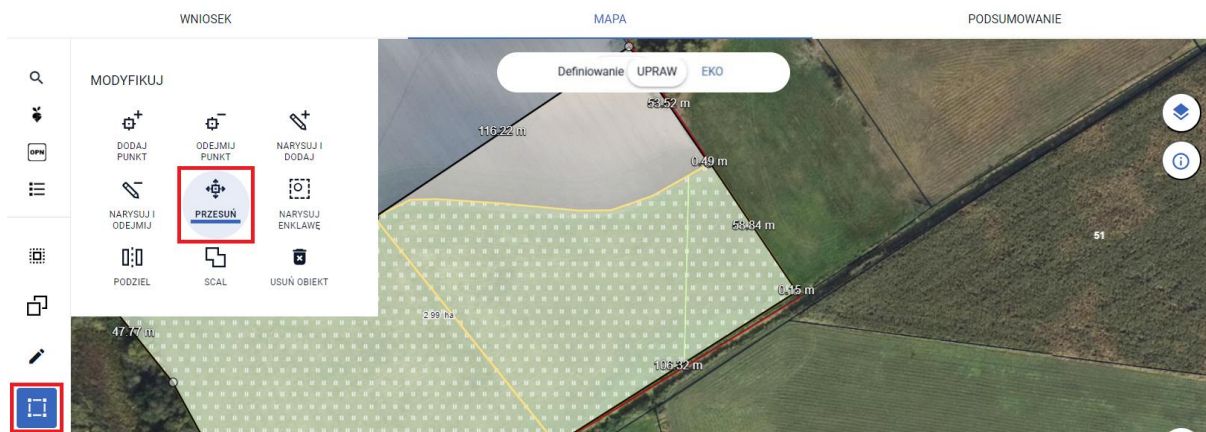 WNIOSEK
MAPA
PODSUMOWANIE
MODYFIKUJ
DODAJ
PUNKT
ODEJMIJ
PUNKT
NARYSUJ I
DODAJ
NARYSUJ I
ODEJMIJ
PRZESUŃ
NARYSUJ
ENKLAWĘ
PODZIEL
SCAL
USUŃ OBIEKT
OPN
Definiowanie UPRAW EKO
53.52 m
116.22 m
0.49 m
58.84 m
51
0.15 m
2.99 ha
47.77 m
106.32 m